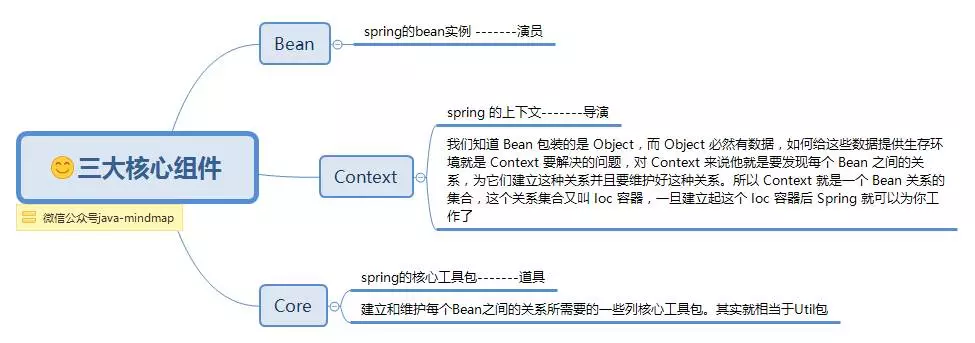 Bean
spring的bean实例 -------演员
三大核心组件
微信公众号java-mindmap
Context
spring 的上下文-------导演
我们知道 Bean 包装的是 Object，而 Object 必然有数据，如何给这些数据提供生存环
境就是 Context 要解决的问题，对 Context 来说他就是要发现每个 Bean 之间的关
系，为它们建立这种关系并且要维护好这种关系。所以 Context 就是一个 Bean 关系的
集合，这个关系集合又叫 Ioc 容器，一旦建立起这个 Ioc 容器后 Spring 就可以为你工
作了
Core
spring的核心工具包-------道具
建立和维护每个Bean之间的关系所需要的一些列核心工具包。其实就相当于Util包